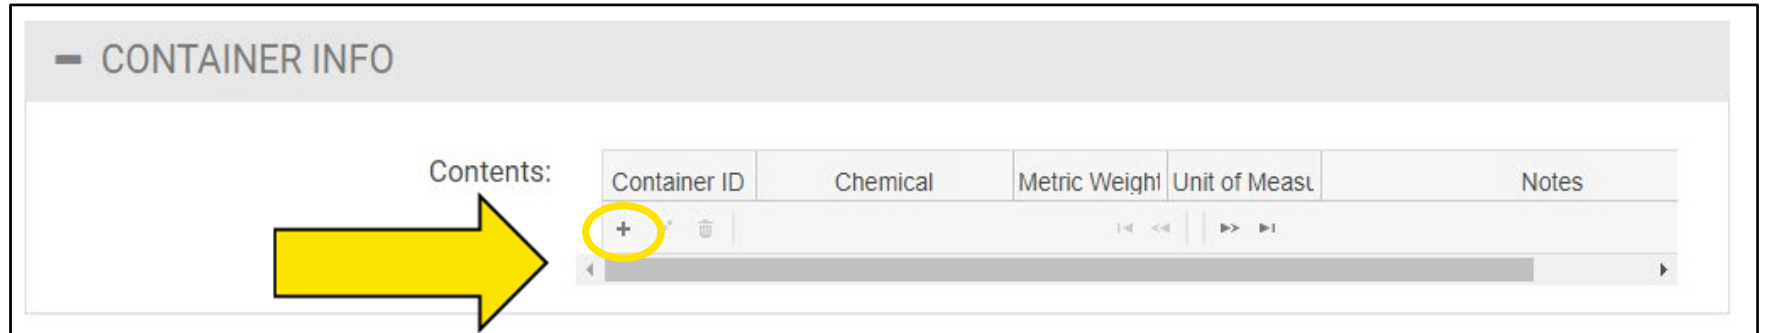 CONTAINER INFO
Contents:
Container ID Chemical Metric Weight Unit of Measu Notes